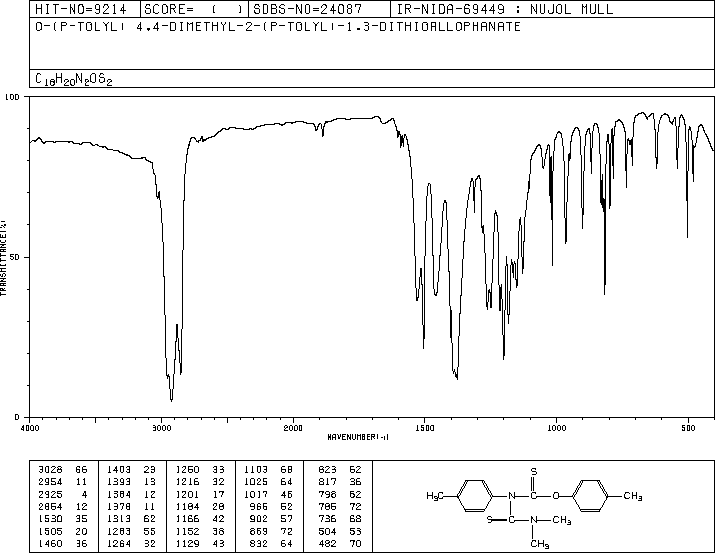 HIT-NO=9214 SCORE= ( ) SDBS-NO=24087 IR-NIDA-69449 : NUJOL MULL
O-(P-TOLYL) 4,4-DIMETHYL-2-(P-TOLYL)-1,3-DITHIOALLOPHANATE
C18H20N2OS2
100
50
0
TRANSMITTANCE(%)
4000 3000 2000 1500 1000 500
WAVENUMBER(-1)
3028 66 1403 29 1260 33 1103 68 823 62
2954 11 1393 13 1216 32 1025 64 817 36
2925 4 1384 12 1201 17 1017 46 798 62
2854 12 1378 11 1184 28 966 52 786 72
1530 35 1313 62 1166 42 902 57 736 68
1505 20 1283 55 1152 38 869 72 504 53
1460 36 1264 32 1129 43 832 64 482 70
S
H3C N C O CH3
S C N CH3
CH3